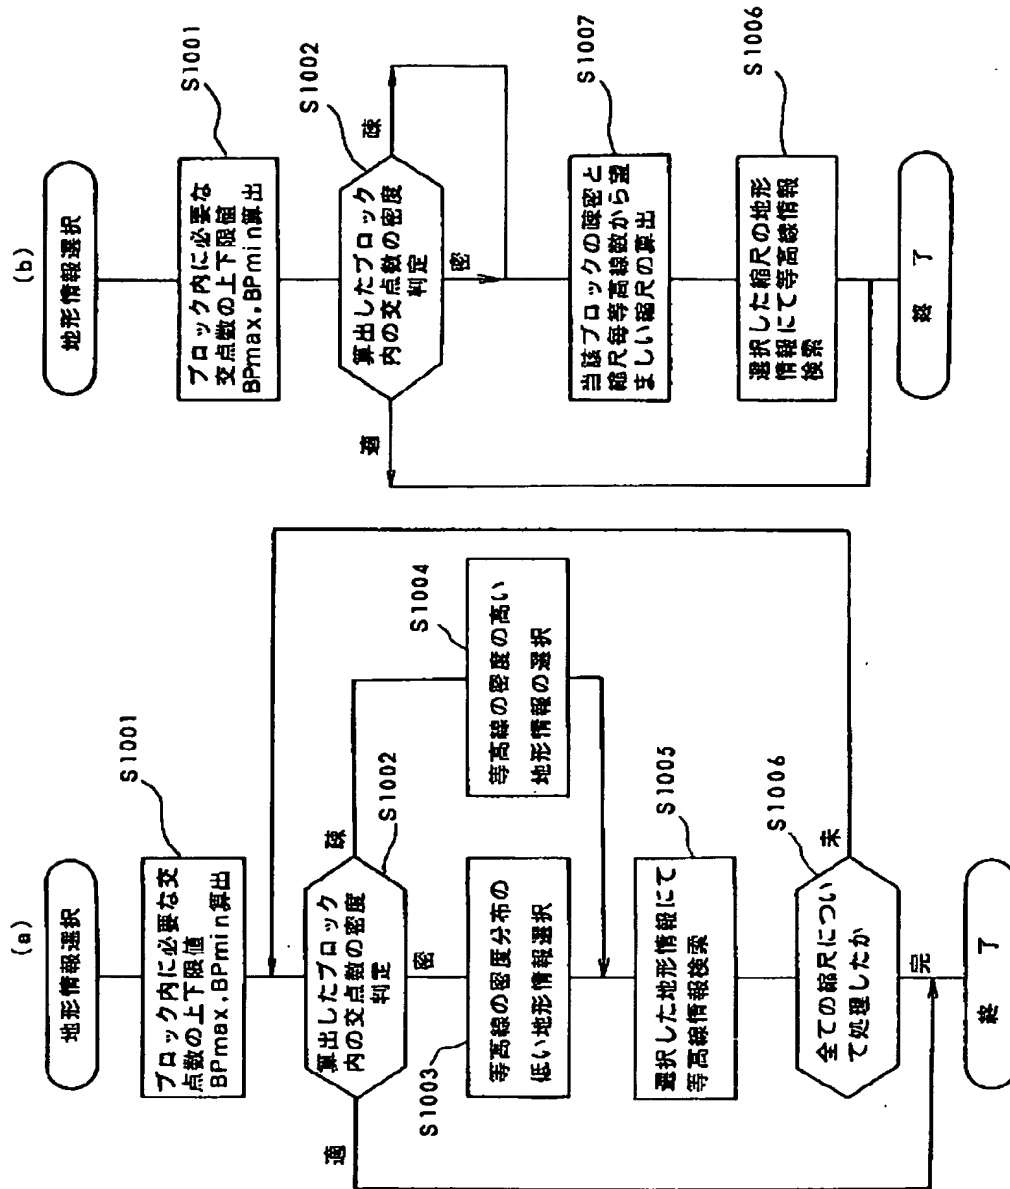 (a)
地形情報選択
ブロック内に必要な交
点数の上下限値
BPmax,BPmin算出
S1001
算出したブロック
内の交点数の密度
判定
S1002
適
密
疎
等高線の密度分布の
低い地形情報選択
S1003
等高線の密度の高い
地形情報の選択
S1004
選択した地形情報にて
等高線情報検索
S1005
全ての縮尺につい
て処理したか
S1006
未
完
終 了
(b)
地形情報選択
ブロック内に必要な
交点数の上下限値
BPmax,BPmin算出
S1001
算出したブロック
内の交点数の密度
判定
S1002
適
密
疎
当該ブロックの疎密と
縮尺毎等高線数から望
ましい縮尺の算出
S1007
選択した縮尺の地形
情報にて等高線情報
検索
S1006
終 了